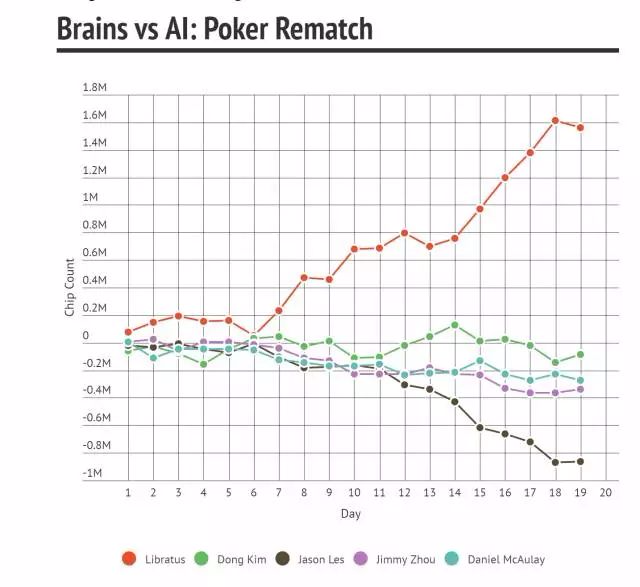 Brains vs AI: Poker Rematch
1.8M
1.6M
1.4M
1.2M
1M
0.8M
0.6M
0.4M
0.2M
0
-0.2M
-0.4M
-0.6M
-0.8M
-1M
Chip Count
1 2 3 4 5 6 7 8 9 10 11 12 13 14 15 16 17 18 19 20
Day
Libratus Dong Kim Jason Les Jimmy Zhou Daniel McAulay